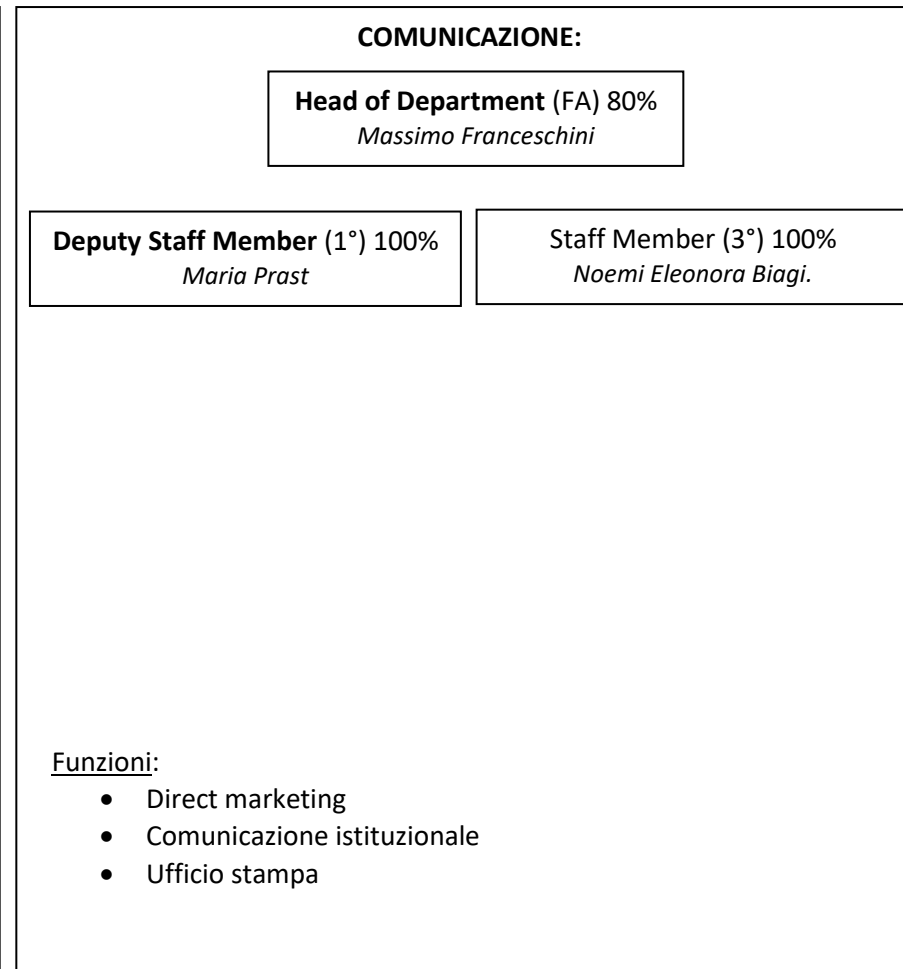 COMUNICAZIONE:
Head of Department (FA) 80%
Massimo Franceschini
Deputy Staff Member (1°) 100%
Maria Prast
Staff Member (3°) 100%
Noemi Eleonora Biagi.
Funzioni:
• Direct marketing
• Comunicazione istituzionale
• Ufficio stampa